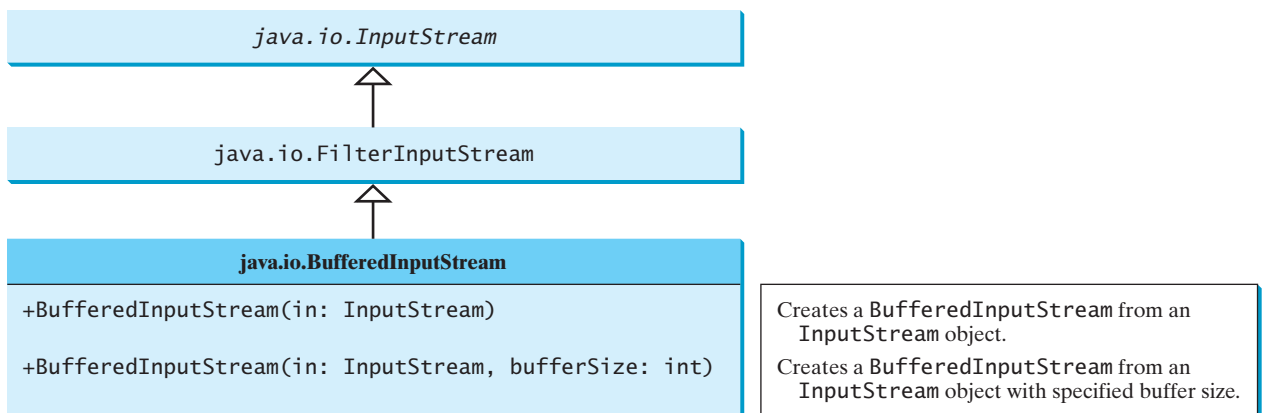 java.io.InputStream
java.io.FilterInputStream
java.io.BufferedInputStream
+BufferedInputStream(in: InputStream)
+BufferedInputStream(in: InputStream, bufferSize: int)
Creates a BufferedInputStream from an
InputStream object.
Creates a BufferedInputStream from an
InputStream object with specified buffer size.